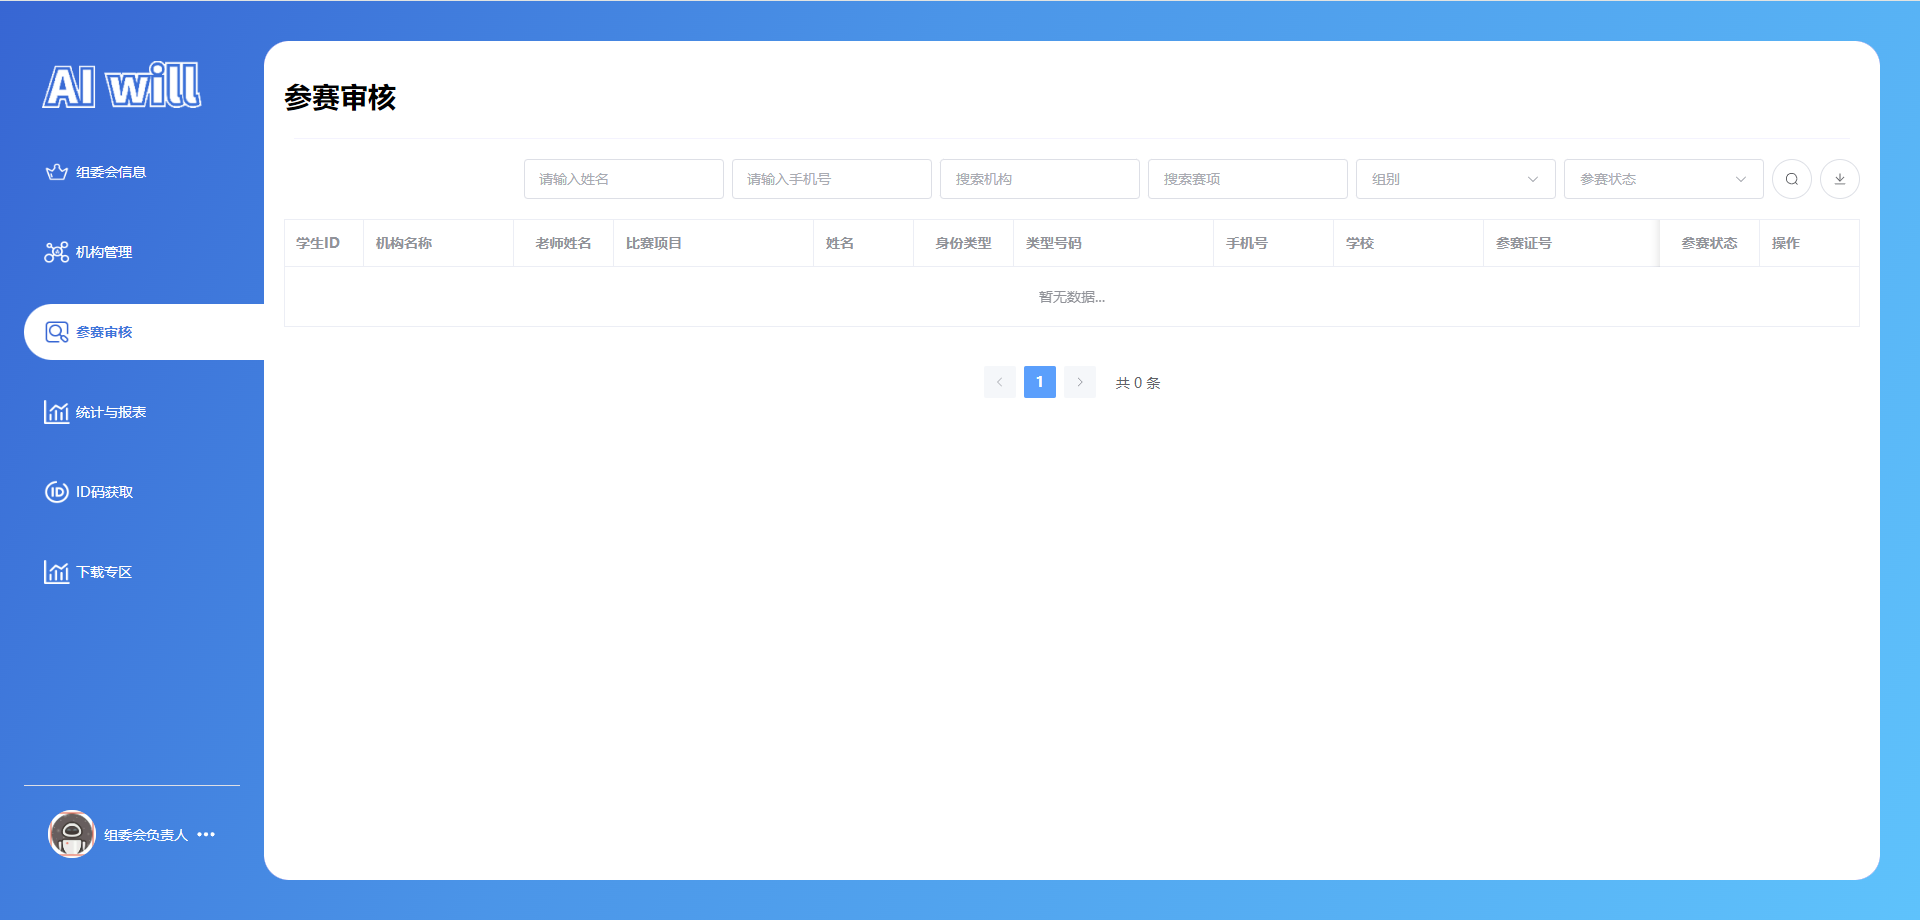 AI will
组委会信息
机构管理
参赛审核
统计与报表
ID码获取
下载专区
组委会负责人
参赛审核
请输入姓名 请输入手机号 搜索机构 搜索赛项 组别 参赛状态
学生ID 机构名称 老师姓名 比赛项目 姓名 身份类型 类型号码 手机号 学校 参赛证号 参赛状态 操作
暂无数据...
1 共 0 条